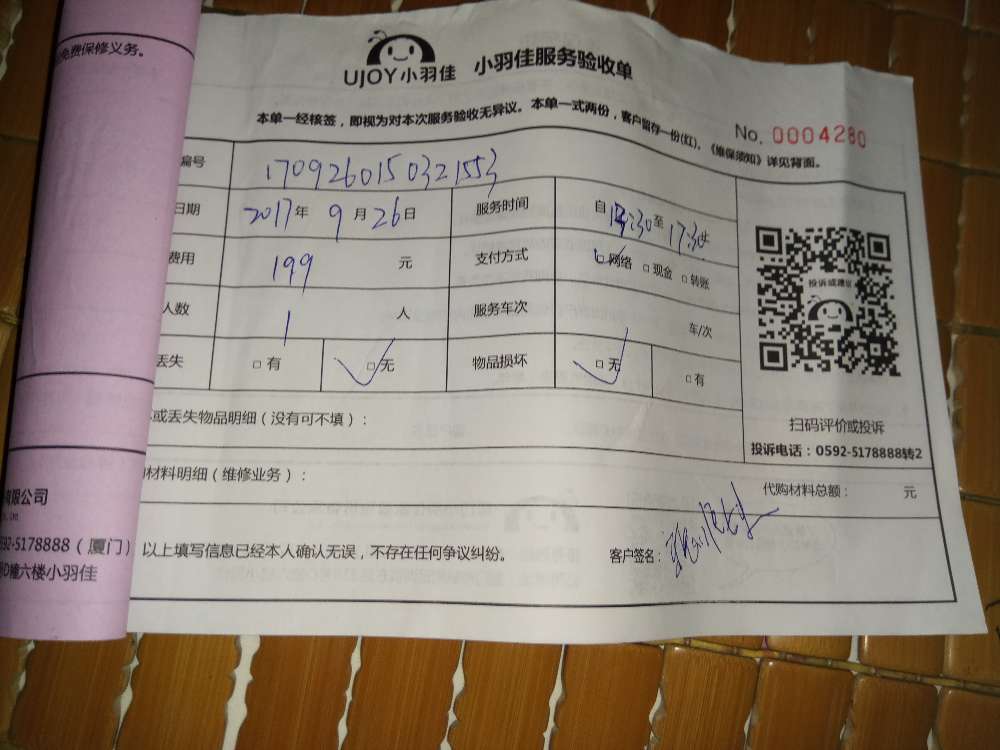 免费保修义务。
UJOY小羽佳 小羽佳服务验收单
本单一经核签，即视为对本次服务验收无异议。本单一式两份，客户留存一份(红)。《维保须知》详见背面。
No. 0004280
编号 1709260150321553
日期 2017年 9月26日 服务时间 自 :30至 17:30
费用 199 元 支付方式 □网络 □现金 □转账
人数 1 人 服务车次 车/次
丢失 □有 □无 物品损坏 □无 □有
投诉或建议
扫码评价或投诉
投诉电话：0592-5178888转2
或丢失物品明细（没有可不填）：
材料明细（维修业务）：
代购材料总额： 元
以上填写信息已经本人确认无误，不存在任何争议纠纷。 客户签名：
有限公司
592-5178888（厦门）
D幢六楼小羽佳